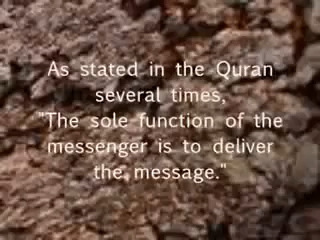 As stated in the Quran
several times,
"The sole function of the
messenger is to deliver
the message."